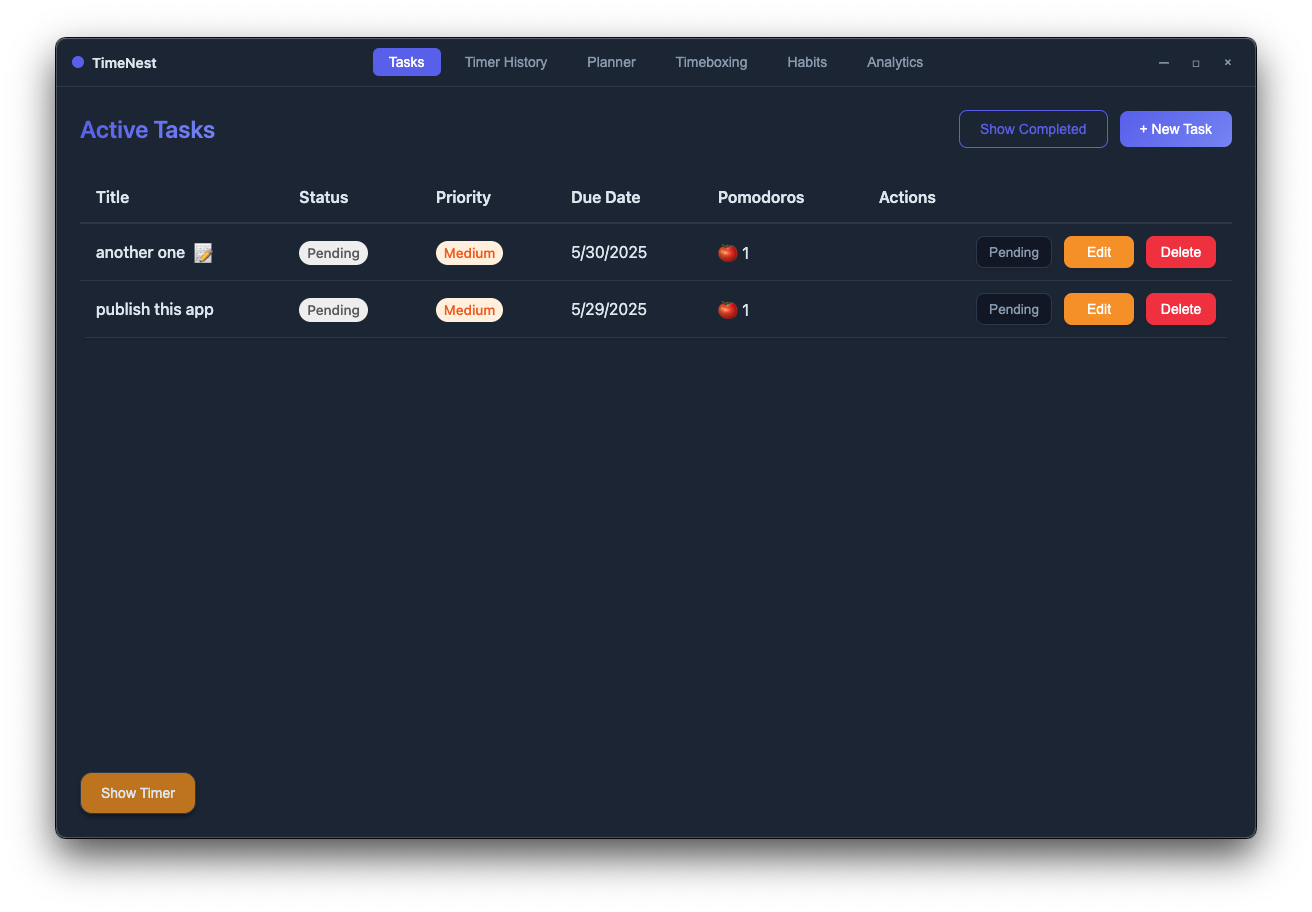 TimeNest Tasks Timer History Planner Timeboxing Habits Analytics
Active Tasks Show Completed + New Task
Title Status Priority Due Date Pomodoros Actions
another one 📝 Pending Medium 5/30/2025 🍅 1 Pending Edit Delete
publish this app Pending Medium 5/29/2025 🍅 1 Pending Edit Delete
Show Timer